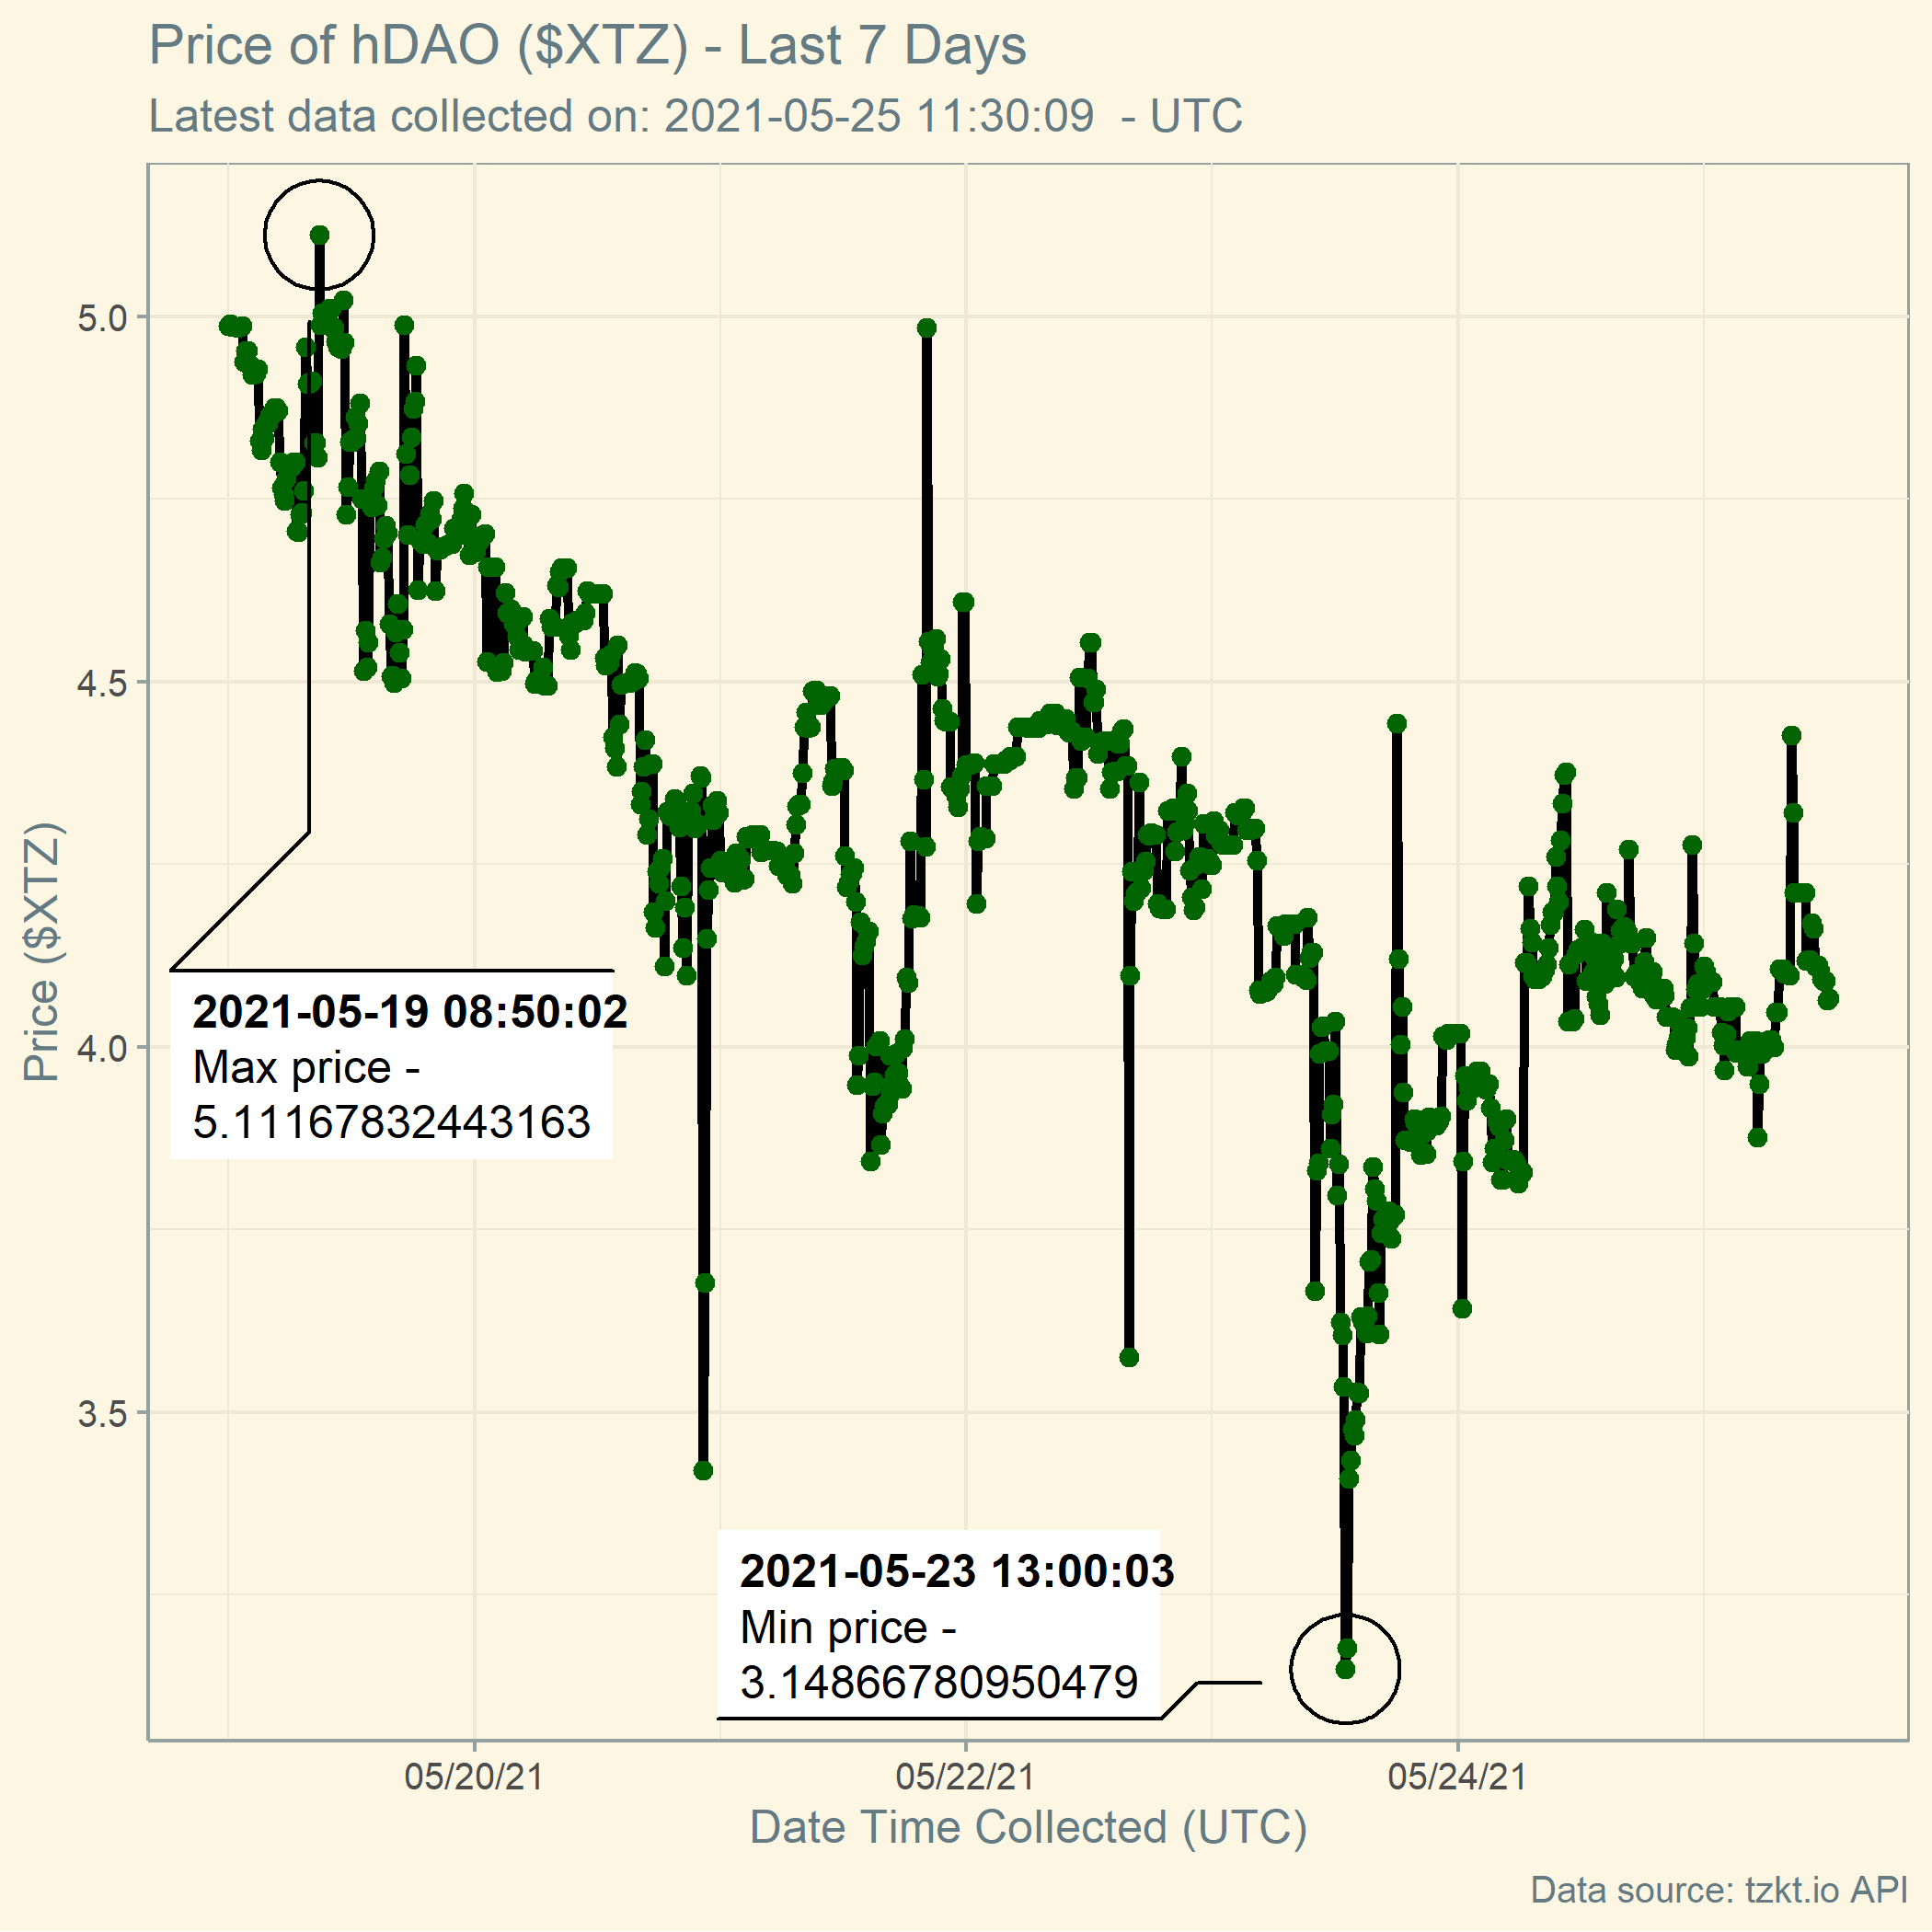 Price of hDAO ($XTZ) - Last 7 Days
Latest data collected on: 2021-05-25 11:30:09  - UTC
Price ($XTZ)
5.0
4.5
4.0
3.5
2021-05-19 08:50:02
Max price -
5.11167832443163
2021-05-23 13:00:03
Min price -
3.14866780950479
05/20/21
05/22/21
05/24/21
Date Time Collected (UTC)
Data source: tzkt.io API